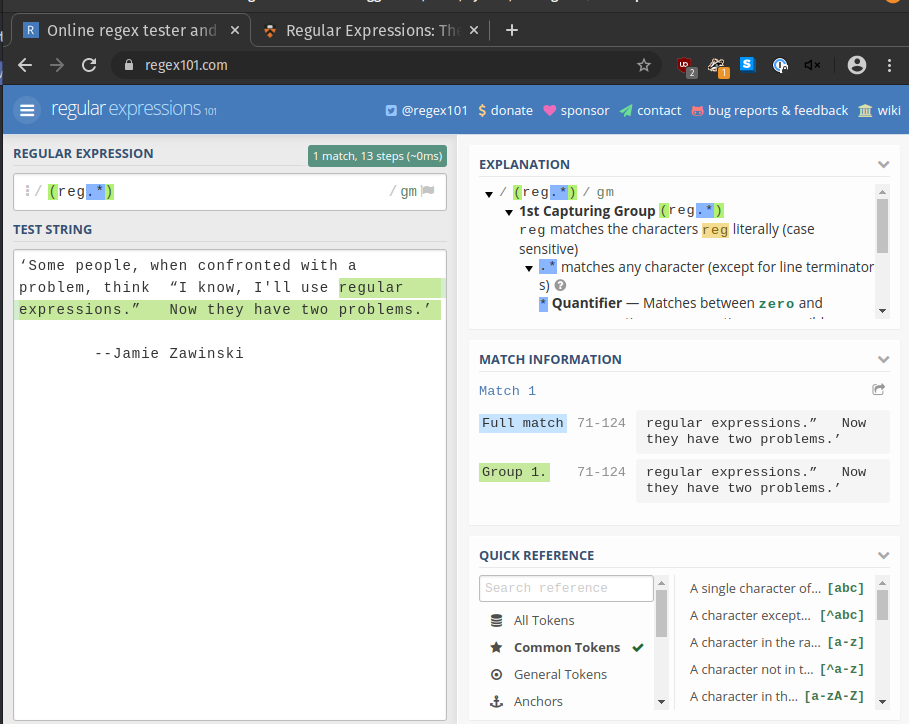 Online regex tester and
Regular Expressions: The
regex101.com
2
1
regular expressions 101
@regex101
donate
sponsor
contact
bug reports & feedback
wiki
REGULAR EXPRESSION
1 match, 13 steps (~0ms)
/ (reg.*) / gm
TEST STRING
‘Some people, when confronted with a
problem, think  “I know, I'll use regular
expressions.”   Now they have two problems.’
--Jamie Zawinski
EXPLANATION
/ (reg.*) / gm
1st Capturing Group (reg.*)
reg matches the characters reg literally (case
sensitive)
.* matches any character (except for line terminator
s)
* Quantifier — Matches between zero and
MATCH INFORMATION
Match 1
Full match 71-124 regular expressions.”   Now
they have two problems.’
Group 1. 71-124 regular expressions.”   Now
they have two problems.’
QUICK REFERENCE
Search reference
All Tokens
Common Tokens
General Tokens
Anchors
A single character of... [abc]
A character except... [^abc]
A character in the ra... [a-z]
A character not in t... [^a-z]
A character in th... [a-zA-Z]